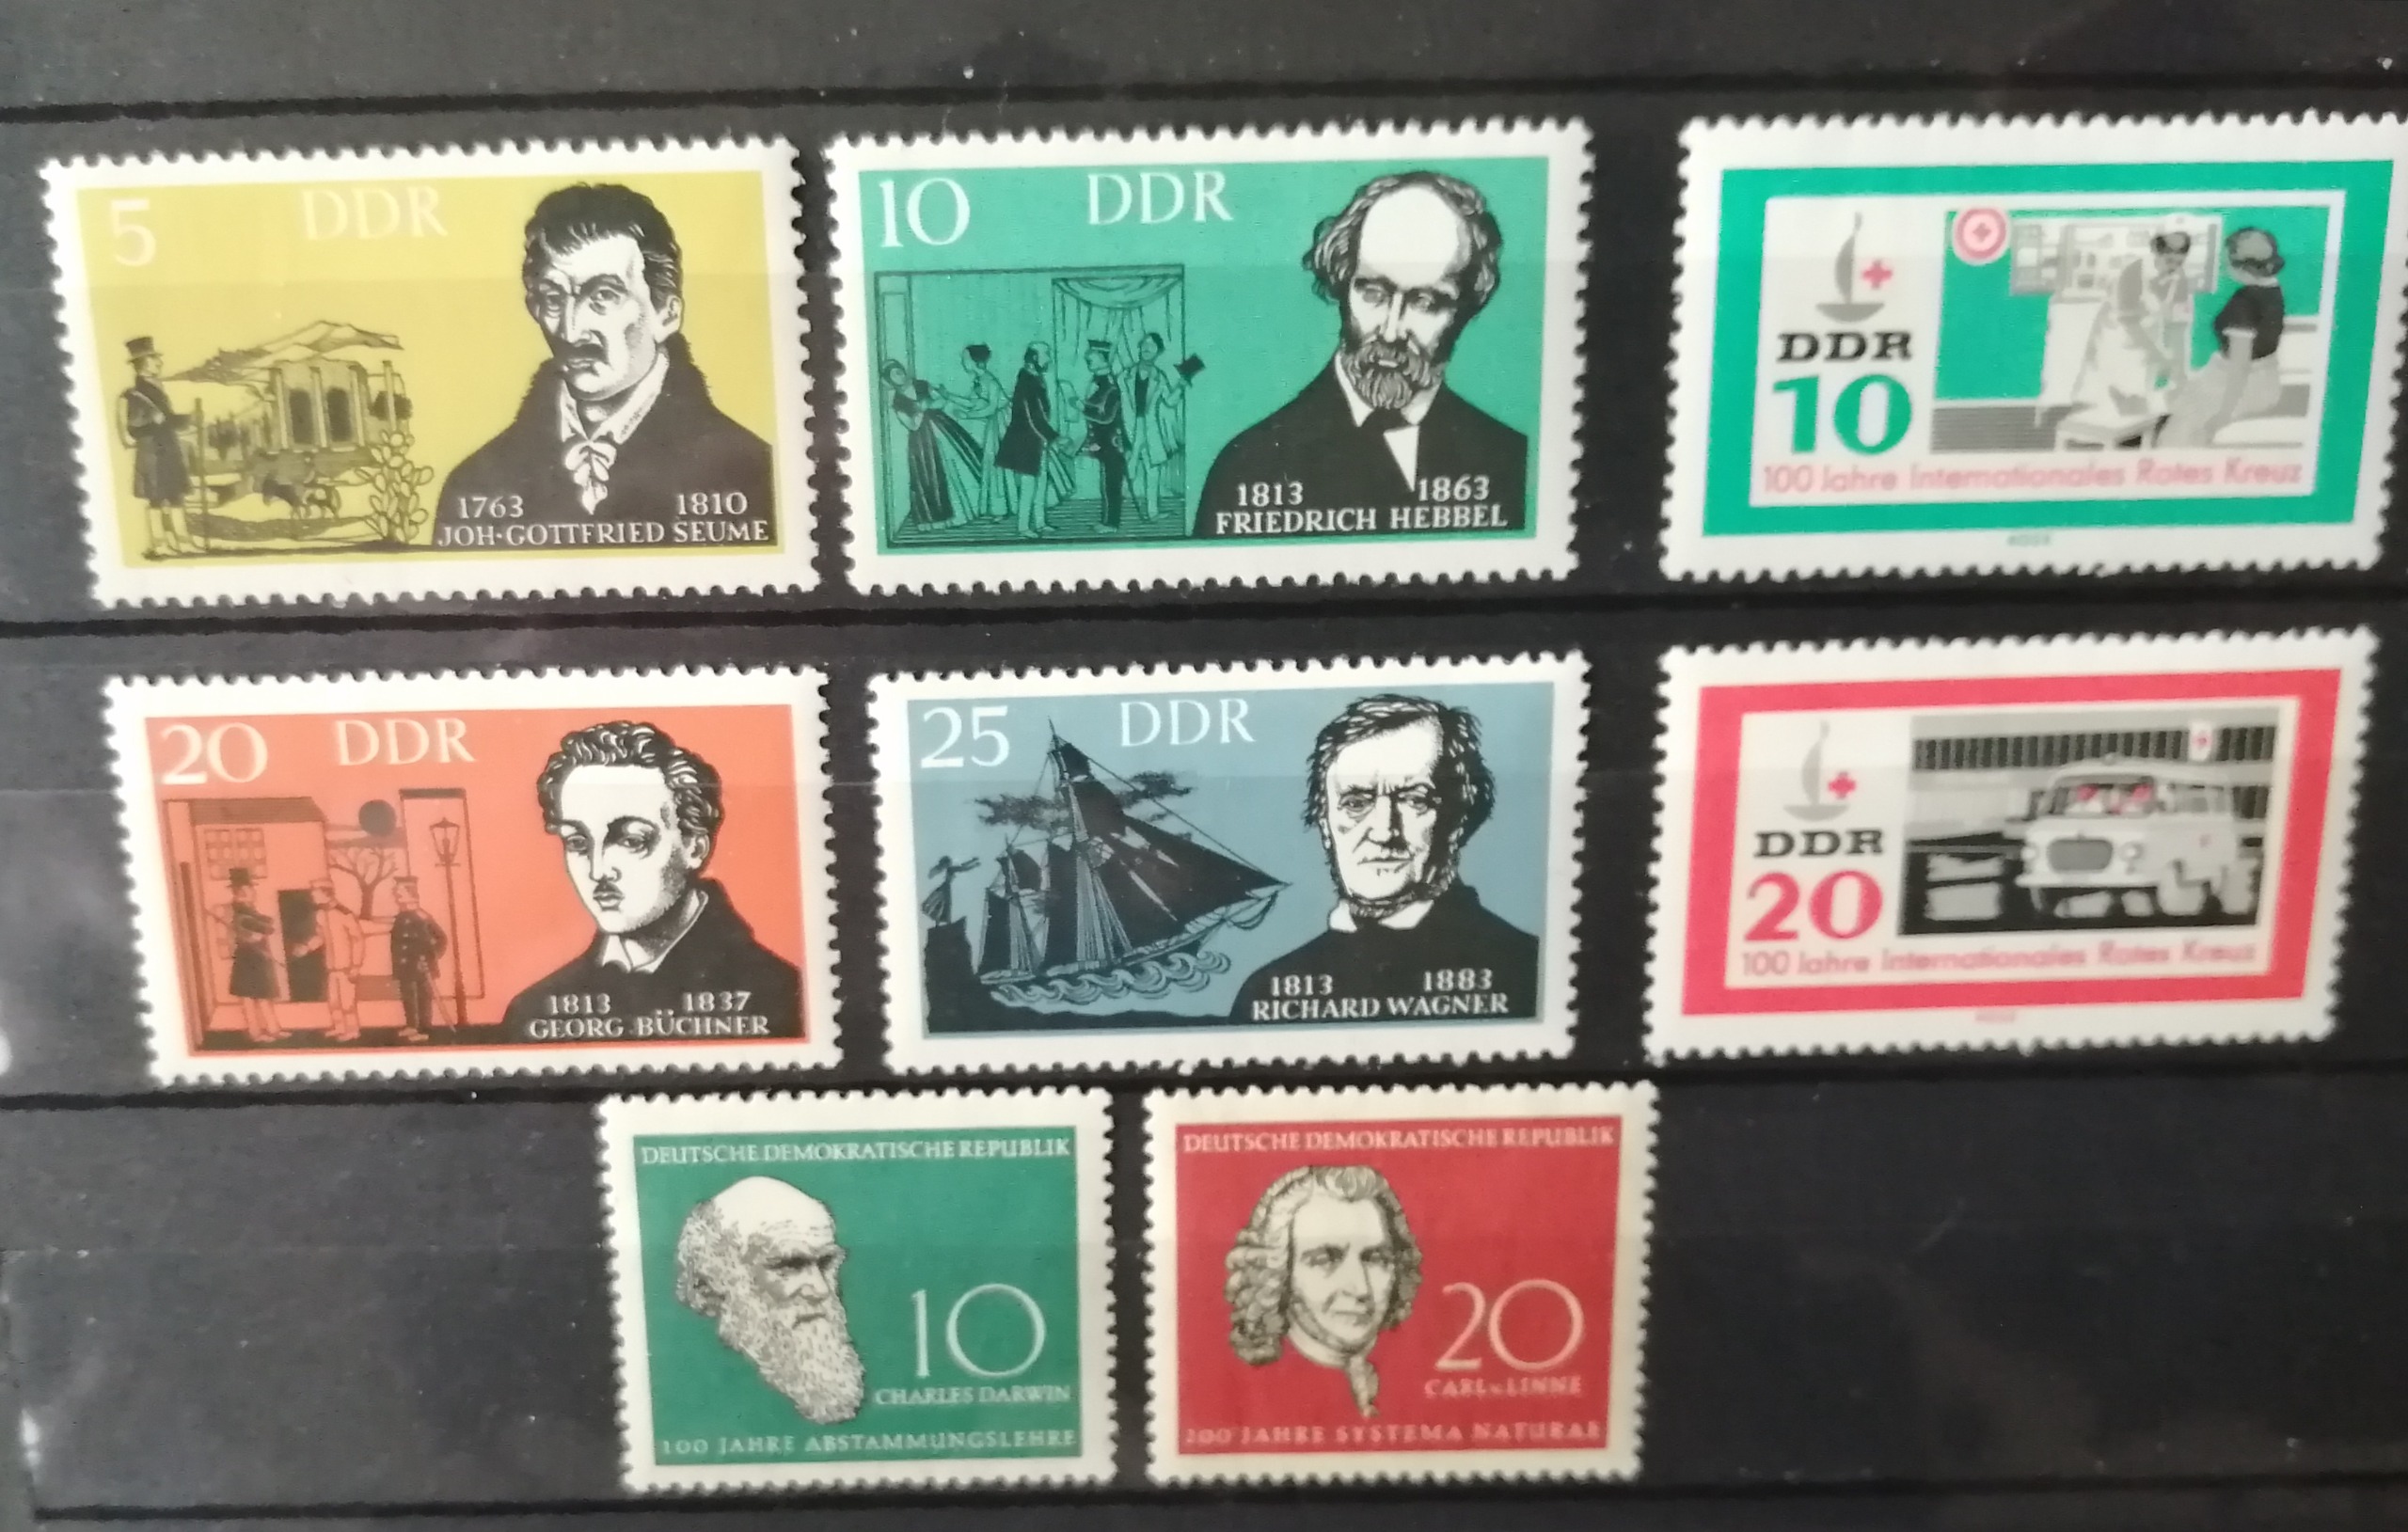 5 DDR
1763 1810
JOH·GOTTFRIED SEUME
10 DDR
1813 1863
FRIEDRICH HEBBEL
DDR
10
100 Jahre Internationales Rotes Kreuz
20 DDR
1813 1837
GEORG BÜCHNER
25 DDR
1813 1883
RICHARD WAGNER
DDR
20
100 Jahre Internationales Rotes Kreuz
DEUTSCHE DEMOKRATISCHE REPUBLIK
10
CHARLES DARWIN
100 JAHRE ABSTAMMUNGSLEHRE
DEUTSCHE DEMOKRATISCHE REPUBLIK
20
CARL v. LINNÉ
200 JAHRE SYSTEMA NATURAE